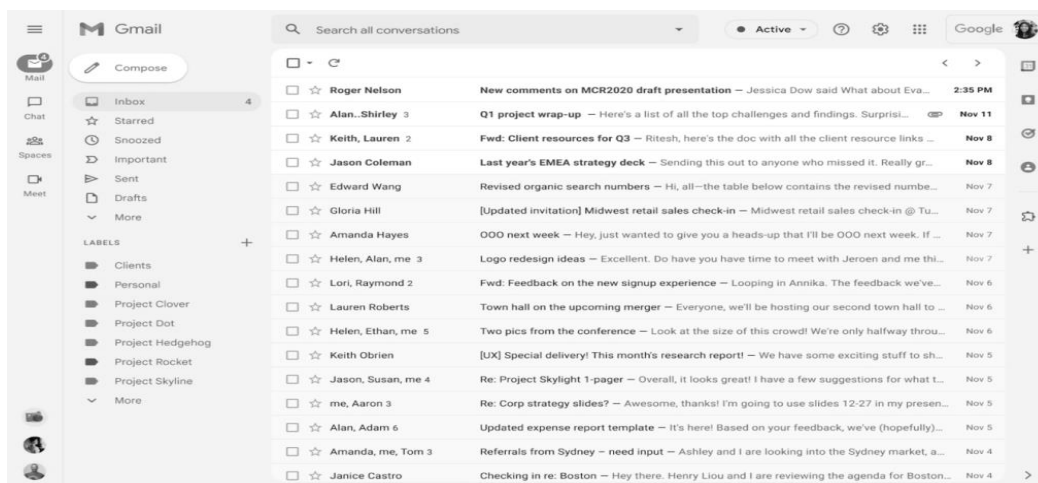 Gmail
Search all conversations
Active
Google
4
Mail
Chat
Spaces
Meet
Compose
Inbox 4
Starred
Snoozed
Important
Sent
Drafts
More
LABELS
Clients
Personal
Project Clover
Project Dot
Project Hedgehog
Project Rocket
Project Skyline
More
Roger Nelson New comments on MCR2020 draft presentation – Jessica Dow said What about Eva... 2:35 PM
Alan..Shirley 3 Q1 project wrap-up – Here's a list of all the top challenges and findings. Surprisi... Nov 11
Keith, Lauren 2 Fwd: Client resources for Q3 – Ritesh, here's the doc with all the client resource links ... Nov 8
Jason Coleman Last year's EMEA strategy deck – Sending this out to anyone who missed it. Really gr... Nov 8
Edward Wang Revised organic search numbers – Hi, all—the table below contains the revised numbe... Nov 7
Gloria Hill [Updated invitation] Midwest retail sales check-in – Midwest retail sales check-in @ Tu... Nov 7
Amanda Hayes OOO next week – Hey, just wanted to give you a heads-up that I'll be OOO next week. If ... Nov 7
Helen, Alan, me 3 Logo redesign ideas – Excellent. Do have you have time to meet with Jeroen and me thi... Nov 7
Lori, Raymond 2 Fwd: Feedback on the new signup experience – Looping in Annika. The feedback we've... Nov 6
Lauren Roberts Town hall on the upcoming merger – Everyone, we'll be hosting our second town hall to ... Nov 6
Helen, Ethan, me 5 Two pics from the conference – Look at the size of this crowd! We're only halfway throu... Nov 6
Keith Obrien [UX] Special delivery! This month's research report! – We have some exciting stuff to sh... Nov 5
Jason, Susan, me 4 Re: Project Skylight 1-pager – Overall, it looks great! I have a few suggestions for what t... Nov 5
me, Aaron 3 Re: Corp strategy slides? – Awesome, thanks! I'm going to use slides 12-27 in my presen... Nov 5
Alan, Adam 6 Updated expense report template – It's here! Based on your feedback, we've (hopefully)... Nov 5
Amanda, me, Tom 3 Referrals from Sydney – need input – Ashley and I are looking into the Sydney market, a... Nov 4
Janice Castro Checking in re: Boston – Hey there. Henry Liou and I are reviewing the agenda for Boston... Nov 4